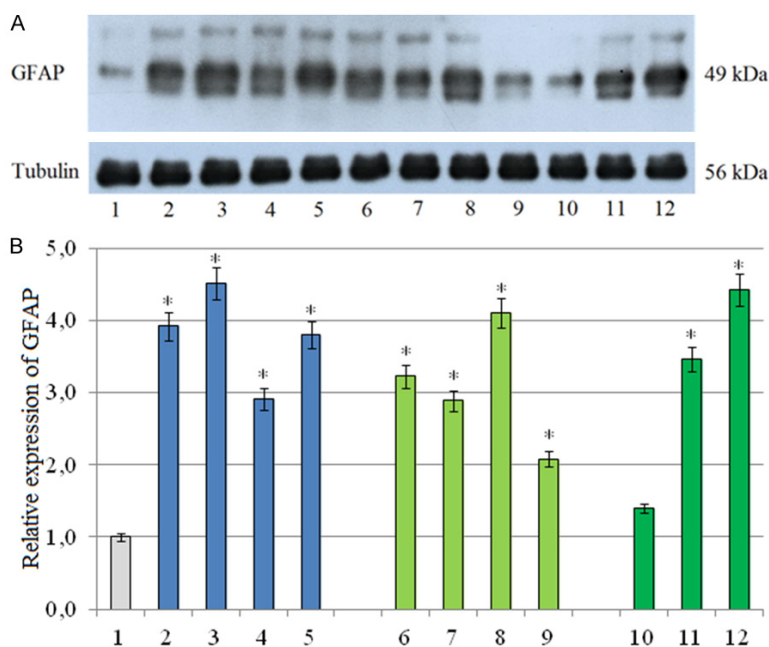 A
GFAP 49 kDa
Tubulin 56 kDa
1 2 3 4 5 6 7 8 9 10 11 12
B
Relative expression of GFAP
5,0
4,0
3,0
2,0
1,0
0,0
* * * * * * * * * *
1 2 3 4 5 6 7 8 9 10 11 12